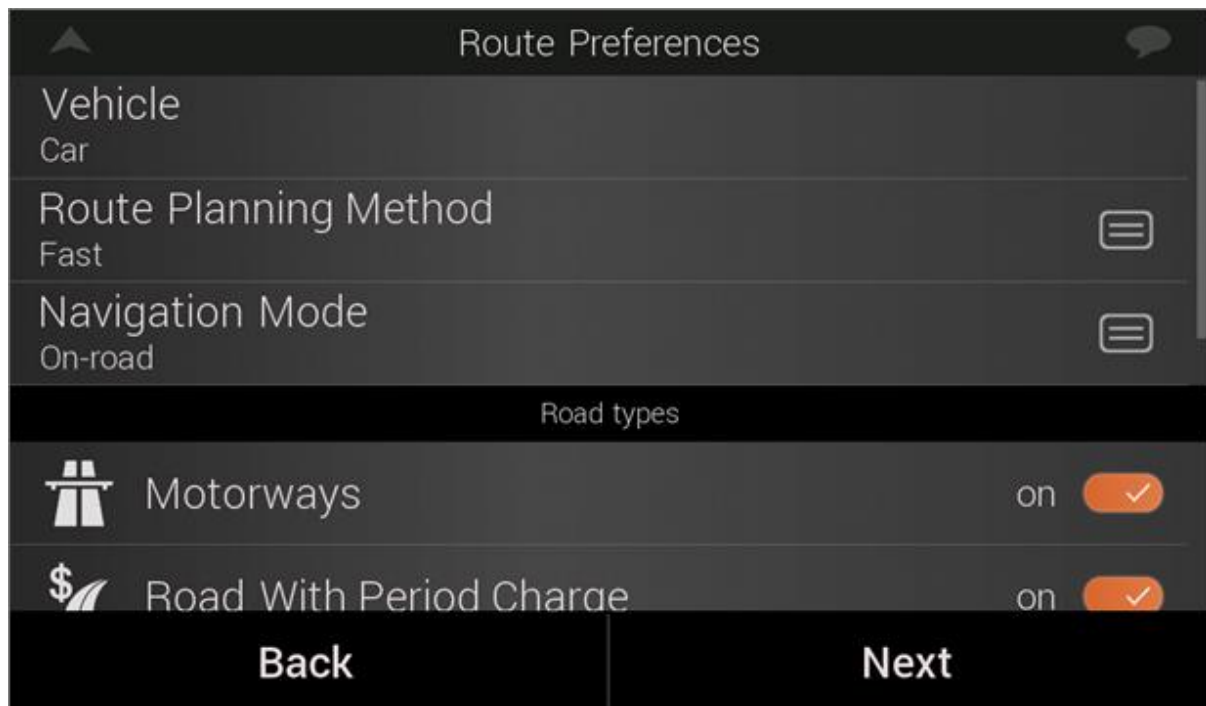 Route Preferences
Vehicle
Car
Route Planning Method
Fast
Navigation Mode
On-road
Road types
Motorways on
$ Road With Period Charge on
Back Next